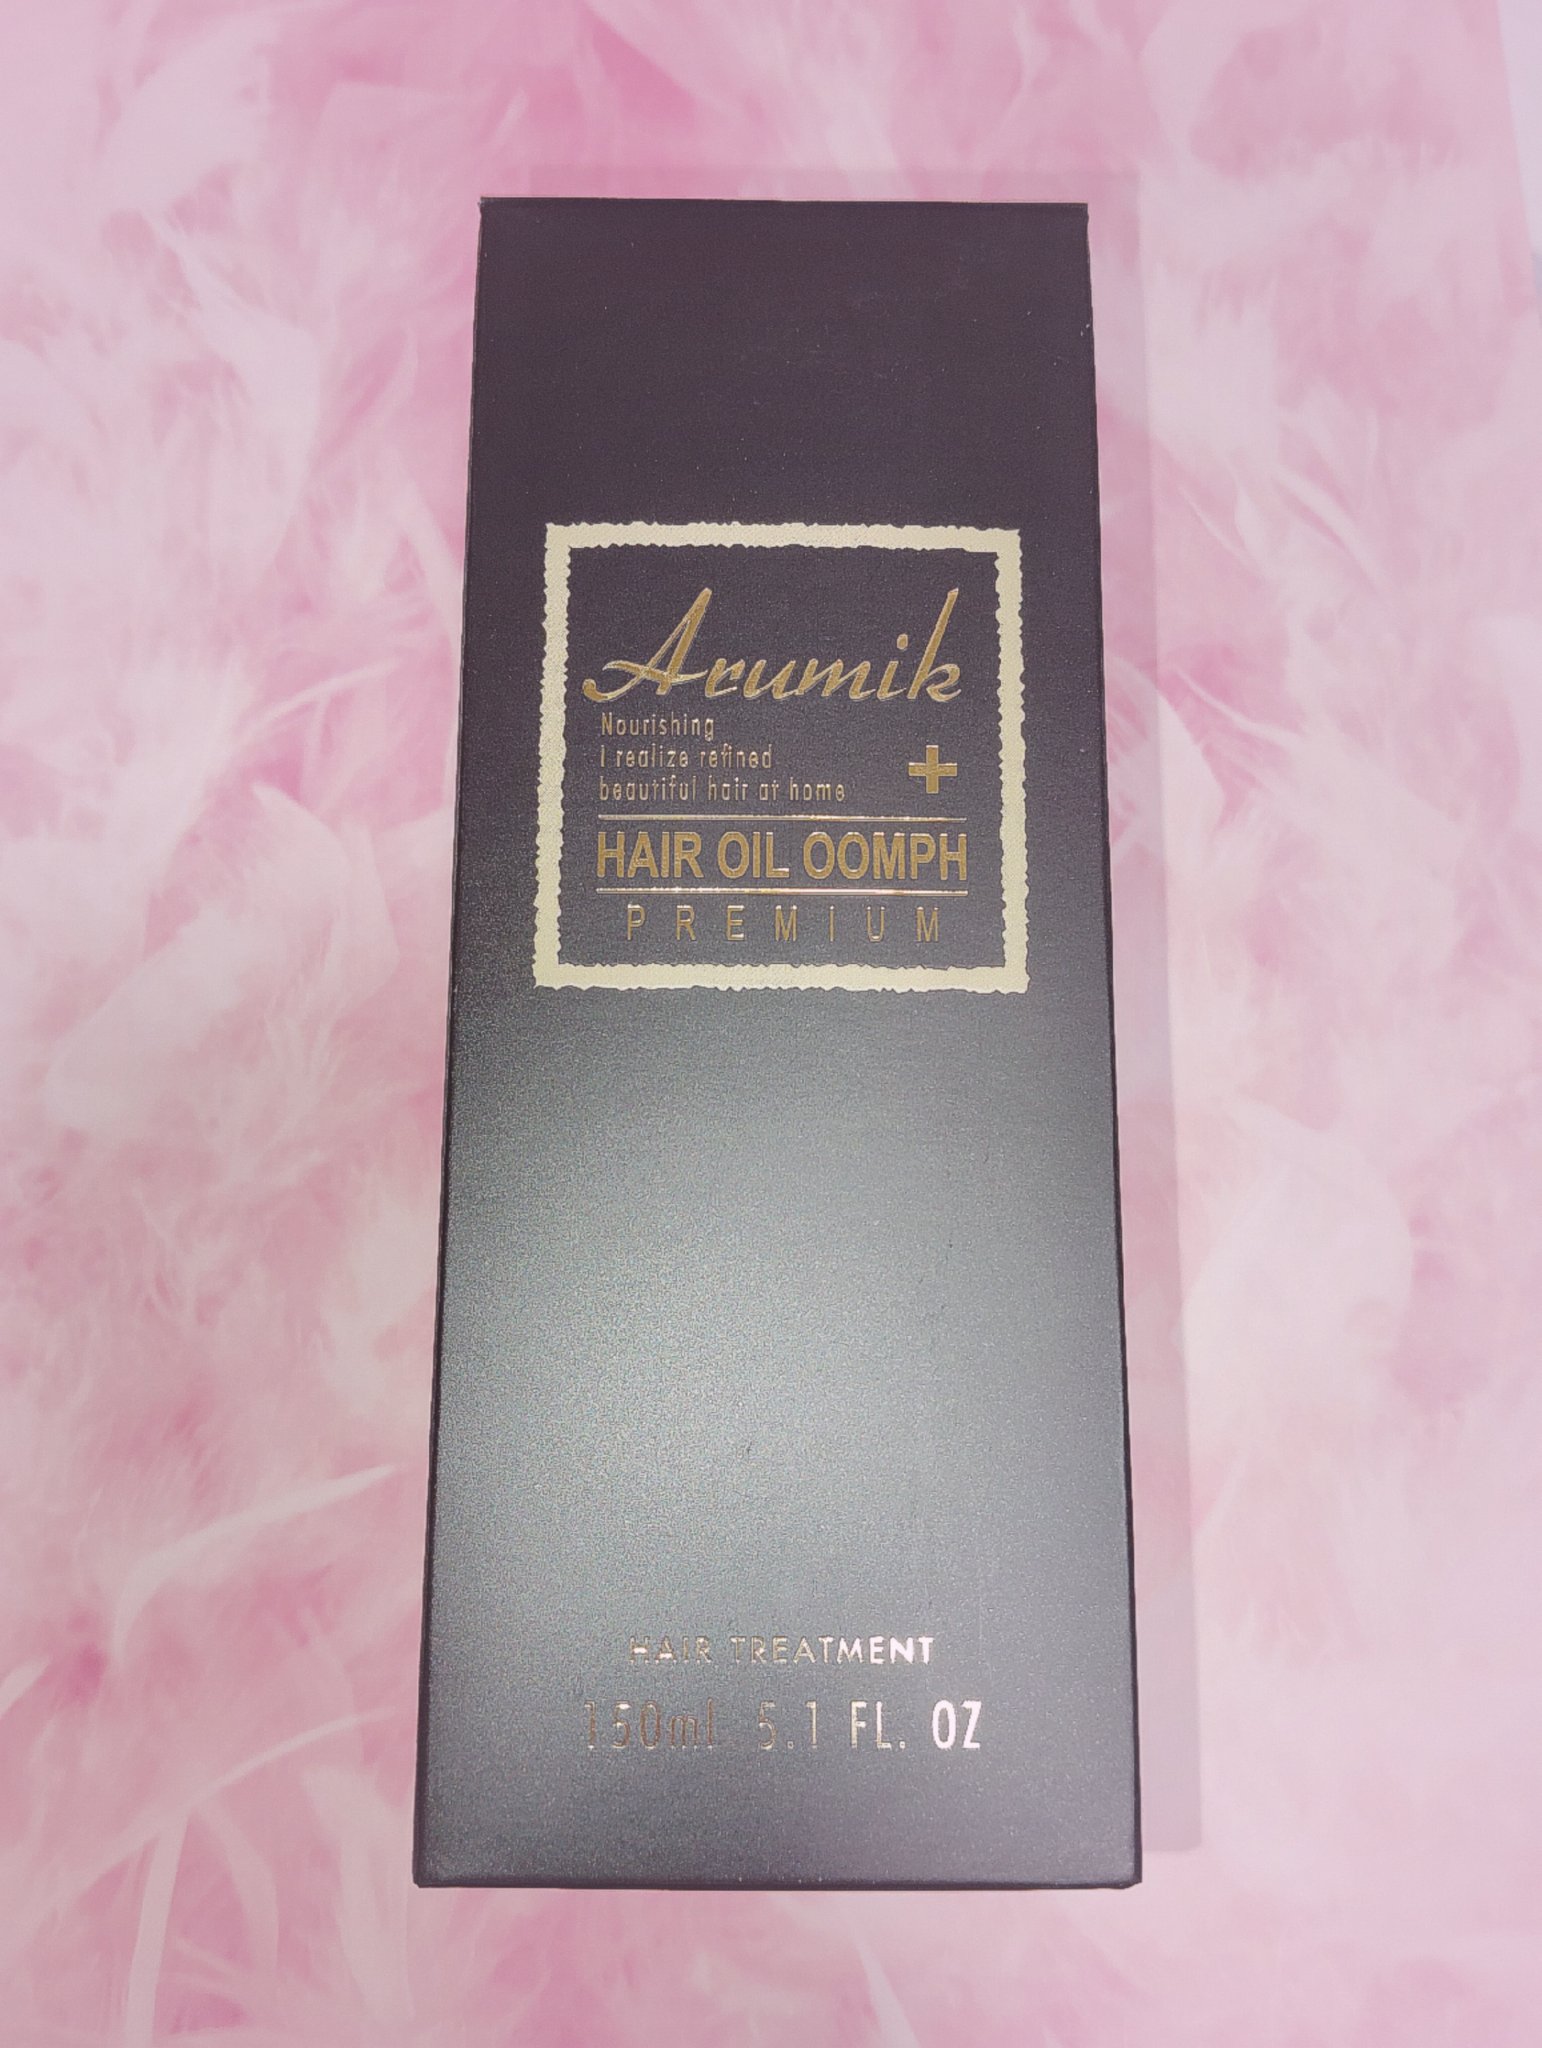 Arumik
Nourishing
I realize refined
beautiful hair at home
+
HAIR OIL OOMPH
PREMIUM
HAIR TREATMENT
150ml 5.1 FL. OZ